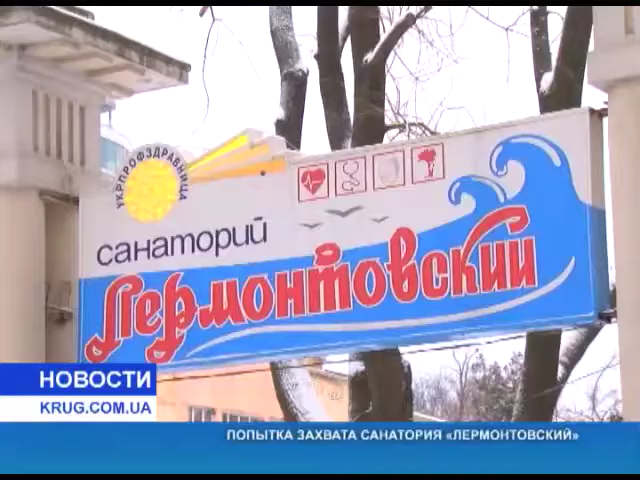 УКРПРОФЗДРАВНИЦА
санаторий
Лермонтовский
НОВОСТИ
KRUG.COM.UA
ПОПЫТКА ЗАХВАТА САНАТОРИЯ «ЛЕРМОНТОВСКИЙ»